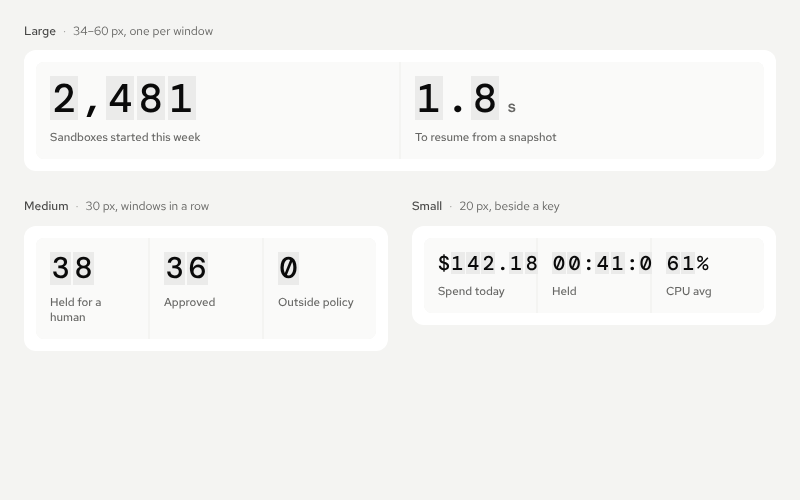 Large · 34–60 px, one per window
2,481
Sandboxes started this week
1.8 s
To resume from a snapshot
Medium · 30 px, windows in a row
38
Held for a
human
36
Approved
0
Outside policy
Small · 20 px, beside a key
$142.18
Spend today
00:41:0
Held
61%
CPU avg